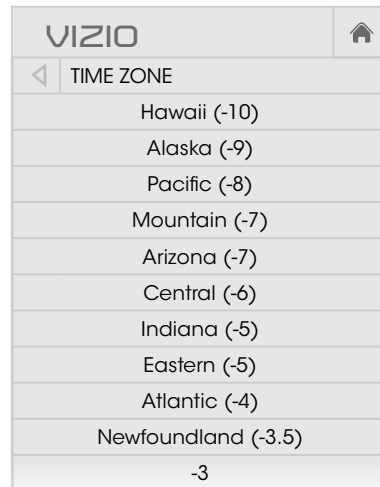 VIZIO
TIME ZONE
Hawaii (-10)
Alaska (-9)
Pacific (-8)
Mountain (-7)
Arizona (-7)
Central (-6)
Indiana (-5)
Eastern (-5)
Atlantic (-4)
Newfoundland (-3.5)
-3